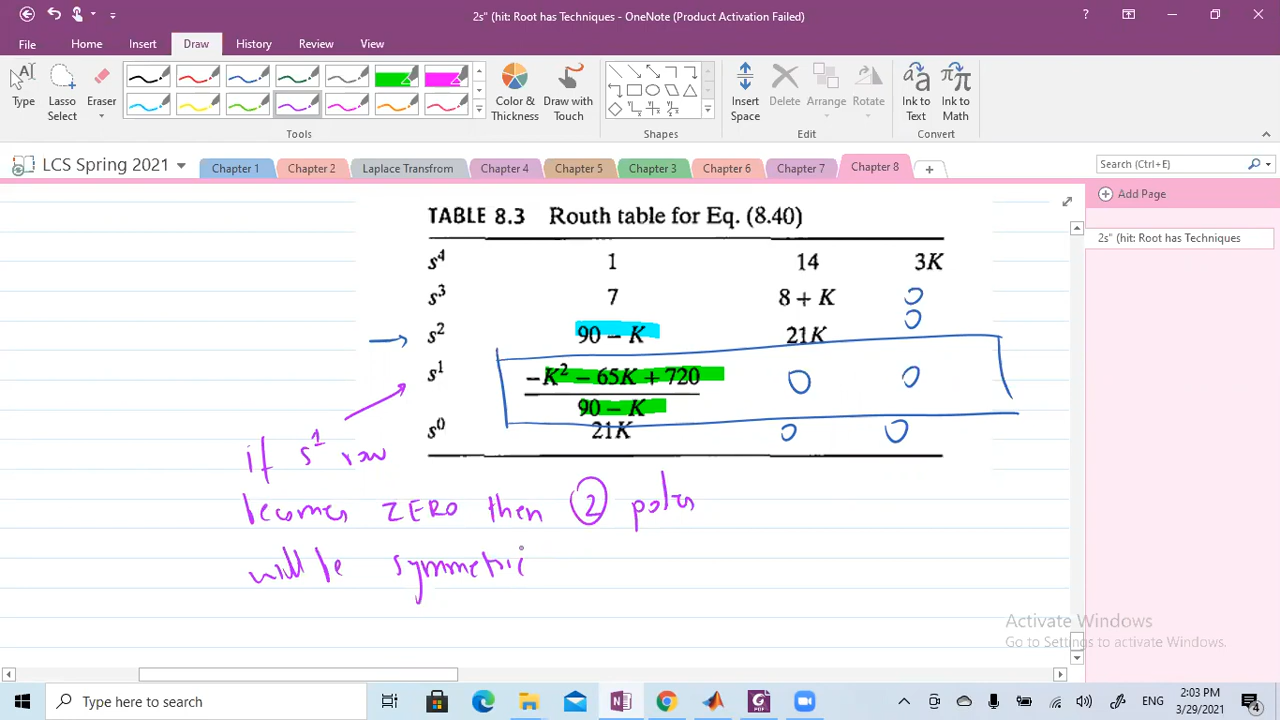 2s" (hit: Root has Techniques - OneNote (Product Activation Failed)
File Home Insert Draw History Review View
Type
Lasso Select
Eraser
Color & Thickness
Draw with Touch
Insert Space
Delete
Arrange
Rotate
Ink to Text
Ink to Math
Tools
Shapes
Edit
Convert
LCS Spring 2021
Chapter 1 Chapter 2 Laplace Transfrom Chapter 4 Chapter 5 Chapter 3 Chapter 6 Chapter 7 Chapter 8
Search (Ctrl+E)
Add Page
2s" (hit: Root has Techniques
TABLE 8.3 Routh table for Eq. (8.40)
s⁴ 1 14 3K
s³ 7 8 + K 0
s² 90 − K 21K 0
s¹ −K² − 65K + 720 / 90 − K 0 0
s⁰ 21K 0 0
if s¹ row
becomes ZERO then 2 poles
will be symmetric
Activate Windows
Go to Settings to activate Windows.
Type here to search
ENG
2:03 PM
3/29/2021
4